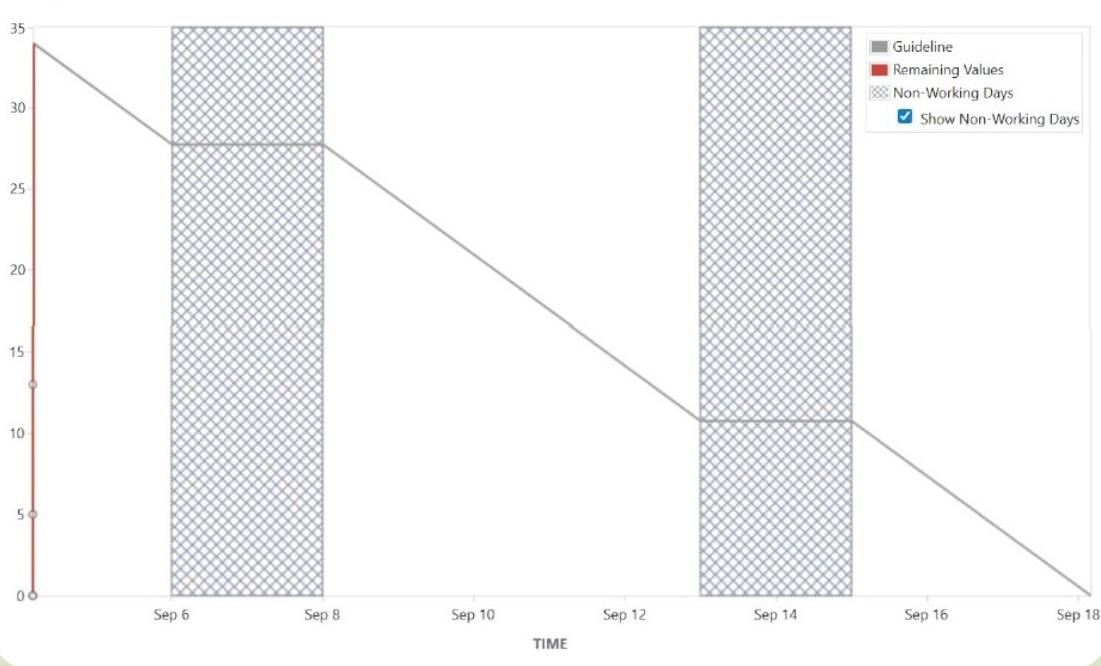 35
30
25
20
15
10
5
0
Guideline
Remaining Values
Non-Working Days
Show Non-Working Days
Sep 6 Sep 8 Sep 10 Sep 12 Sep 14 Sep 16 Sep 18
TIME